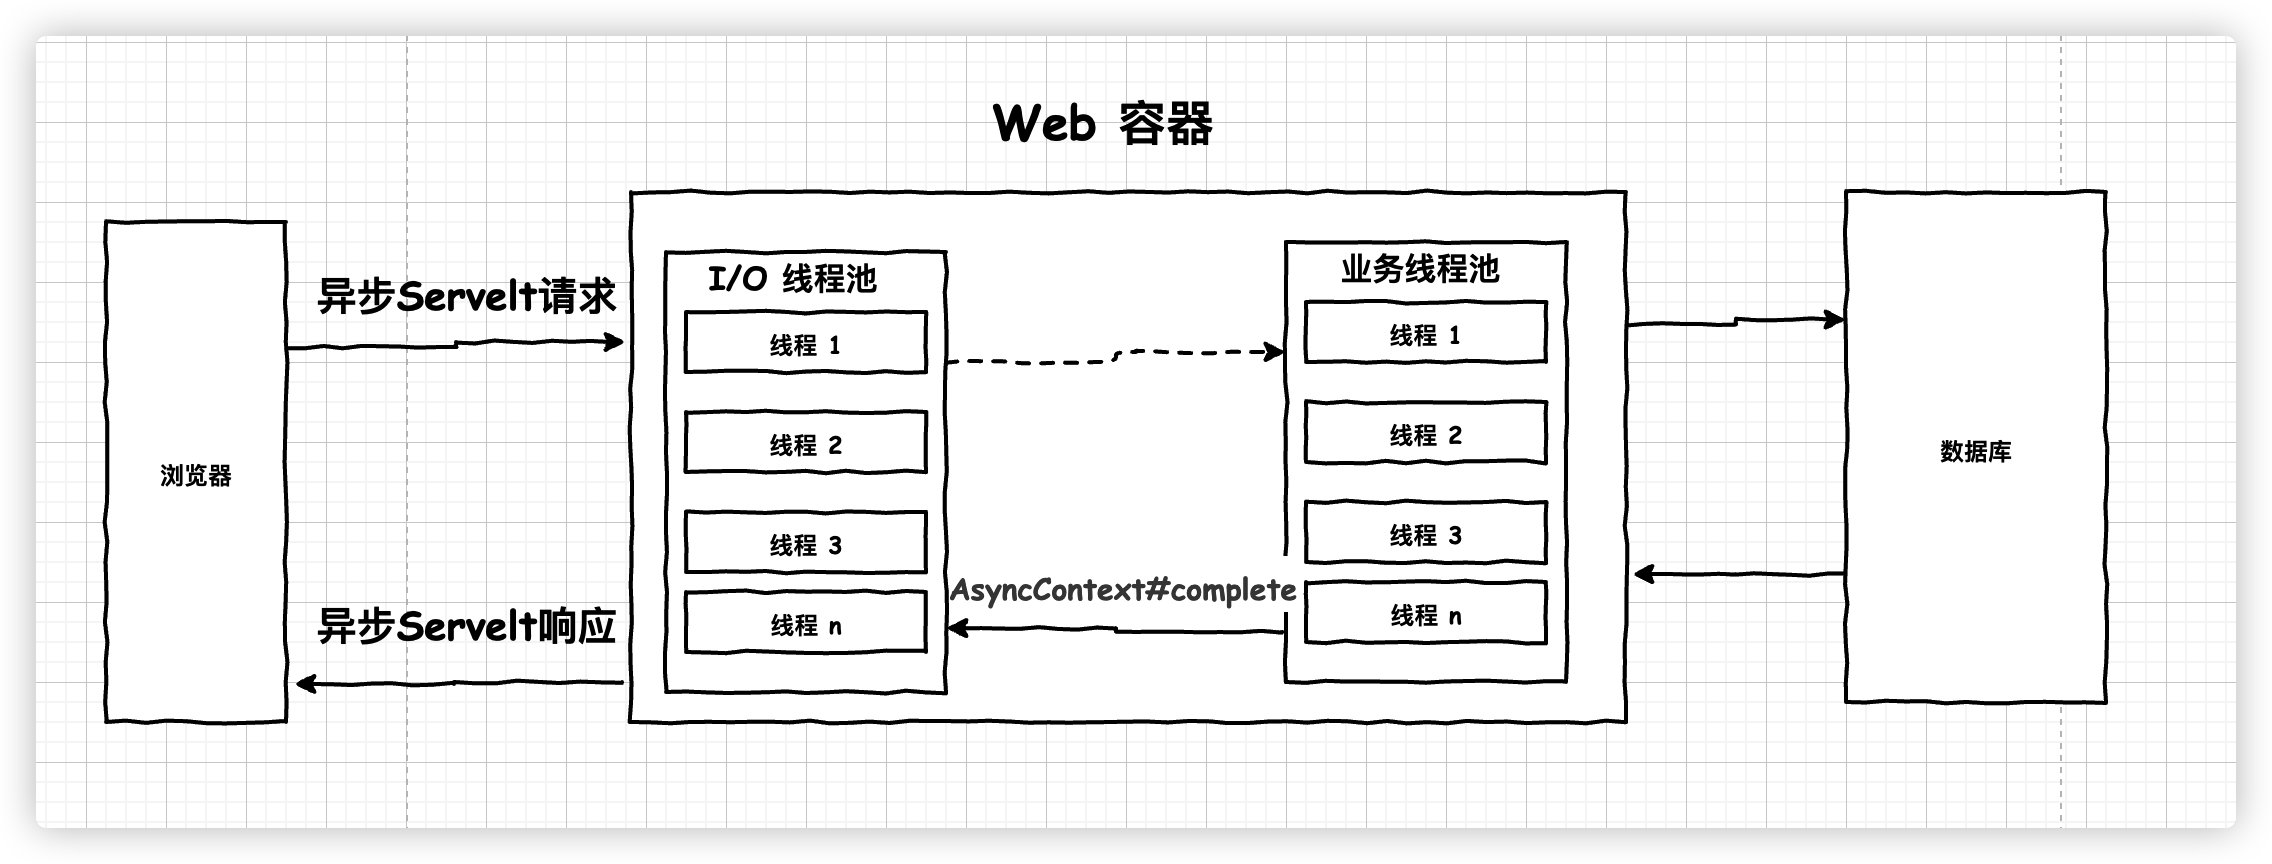 Web 容器
浏览器
异步Servelt请求
异步Servelt响应
I/O 线程池
线程 1
线程 2
线程 3
线程 n
AsyncContext#complete
业务线程池
线程 1
线程 2
线程 3
线程 n
数据库